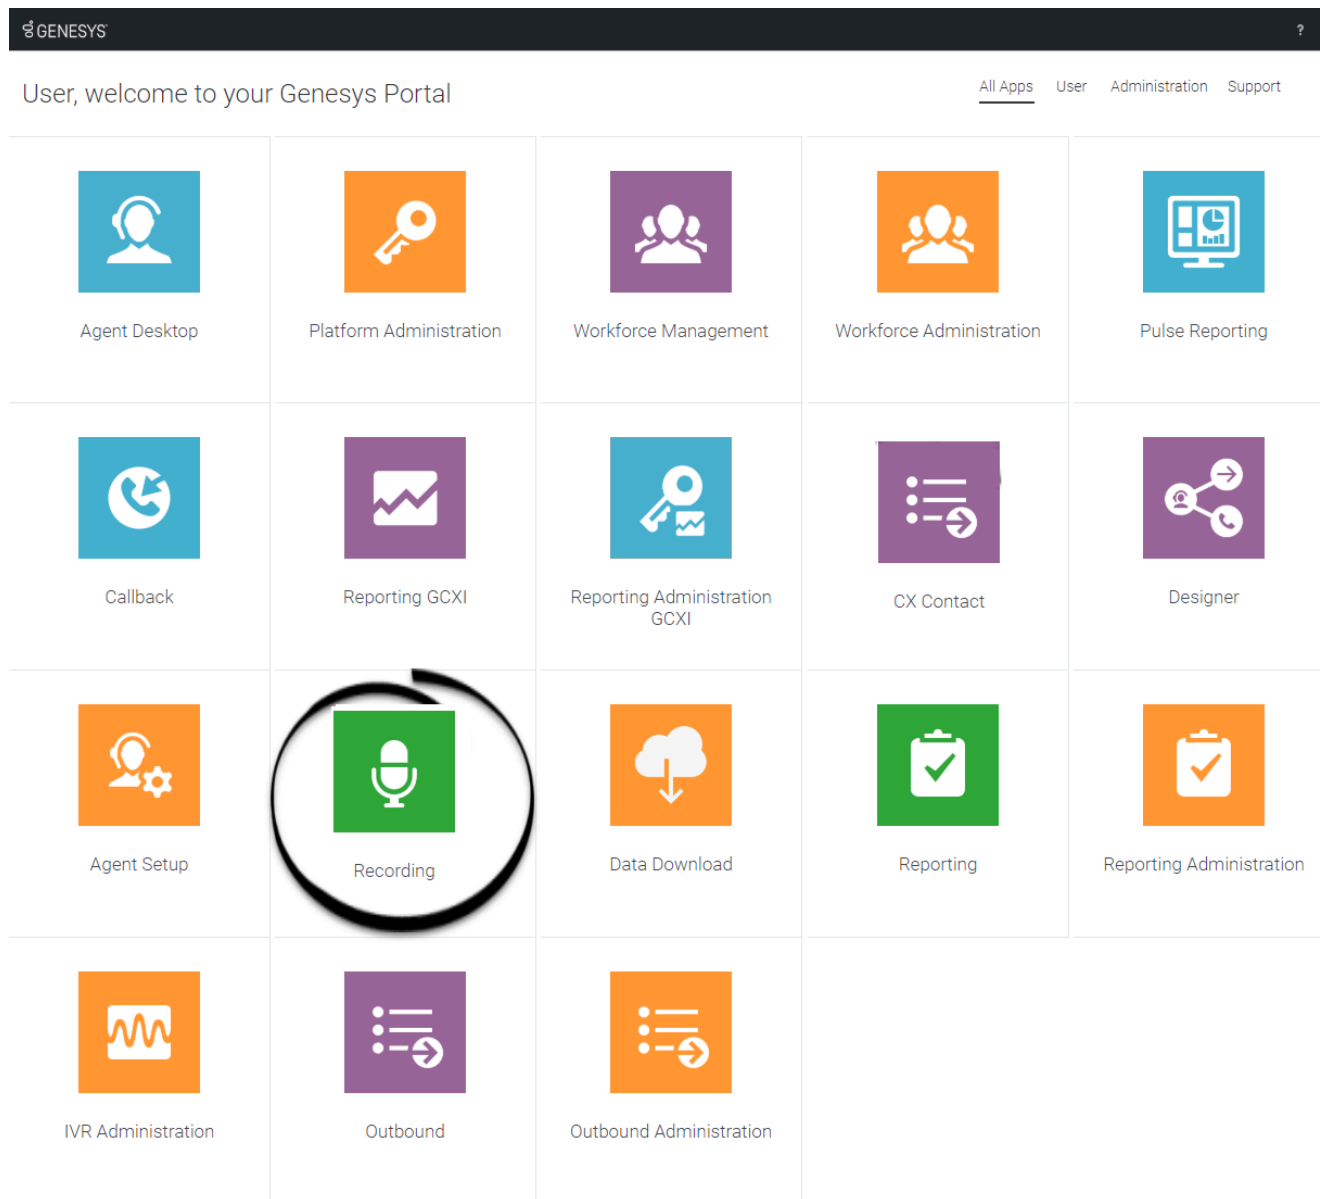 GENESYS
?
User, welcome to your Genesys Portal
All Apps User Administration Support
Agent Desktop
Platform Administration
Workforce Management
Workforce Administration
Pulse Reporting
Callback
Reporting GCXI
Reporting Administration
GCXI
CX Contact
Designer
Agent Setup
Recording
Data Download
Reporting
Reporting Administration
IVR Administration
Outbound
Outbound Administration